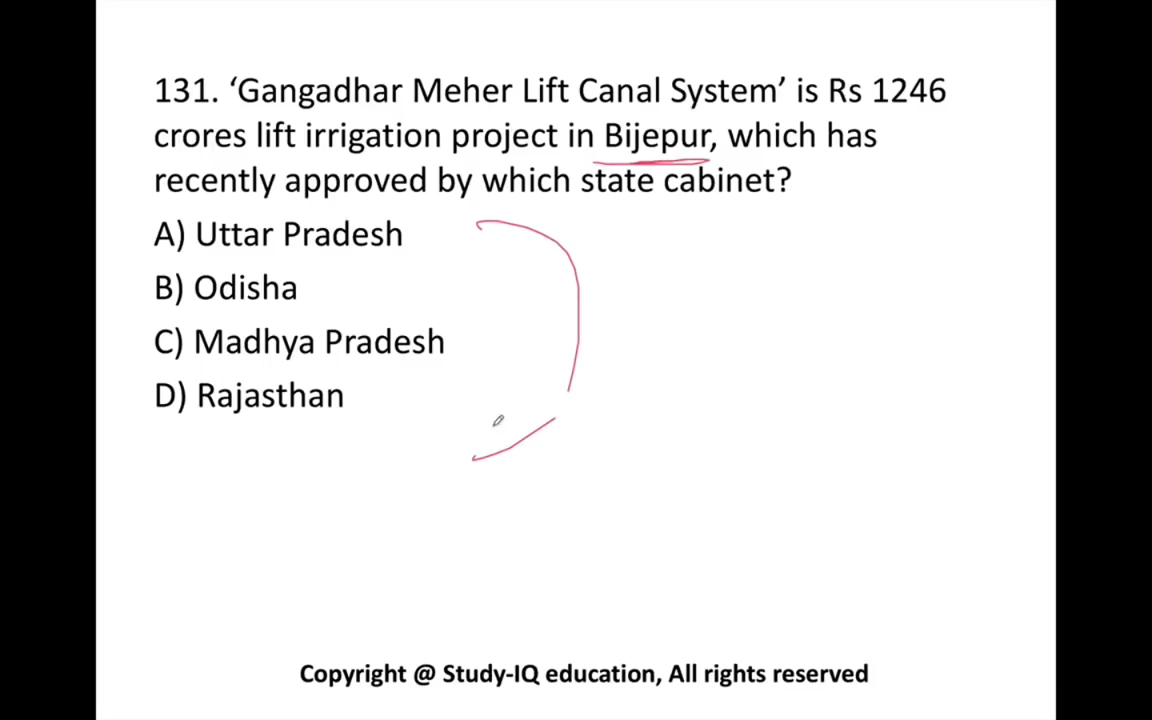 131. ‘Gangadhar Meher Lift Canal System’ is Rs 1246
crores lift irrigation project in Bijepur, which has
recently approved by which state cabinet?
A) Uttar Pradesh
B) Odisha
C) Madhya Pradesh
D) Rajasthan
Copyright @ Study-IQ education, All rights reserved